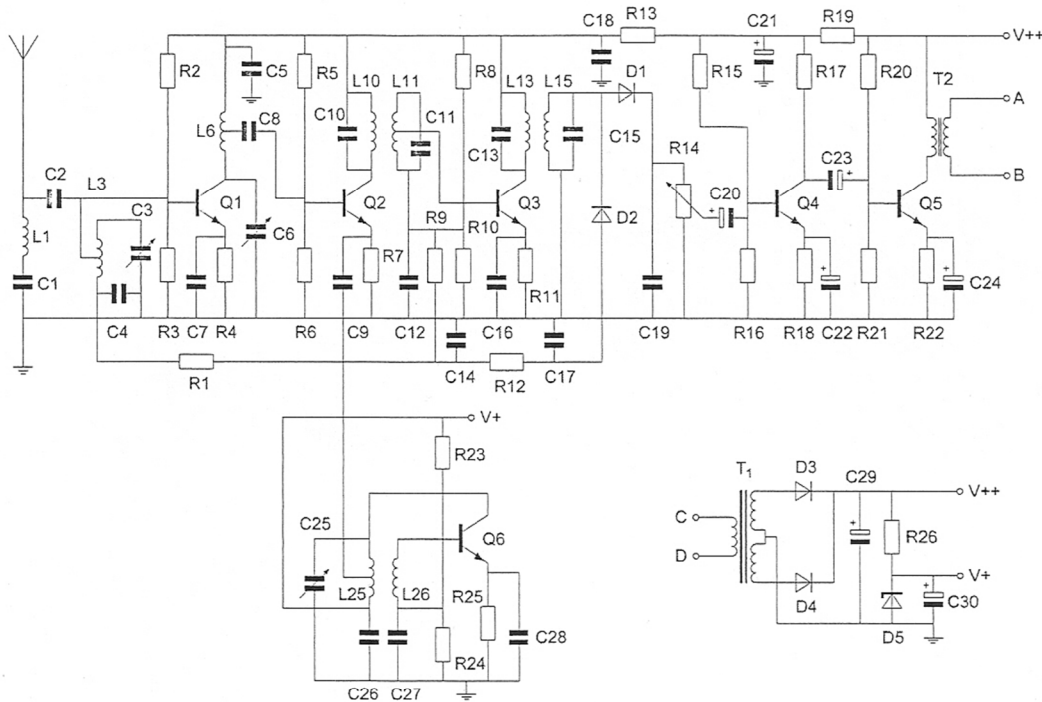 C18 R13 C21 R19
V++
R2 C5 R5 L10 L11 R8 L13 L15 D1 R15 R17 R20 T2
A
L6 C8 C10 C11 C13 C15 R14
C2 L3 C23
B
C3 Q1 Q2 Q3 C20 Q4 Q5
L1 C6 R9 D2
R7 R10
C1 R11 C24
C4 R3 C7 R4 R6 C9 C12 C14 C16 C17 C19 R16 R18 C22 R21 R22
R1 R12
V+
R23
T1 D3 C29
V++
C25 Q6 C
R26
D
V+
L25 L26 R25 D4 C30
C28 D5
R24
C26 C27